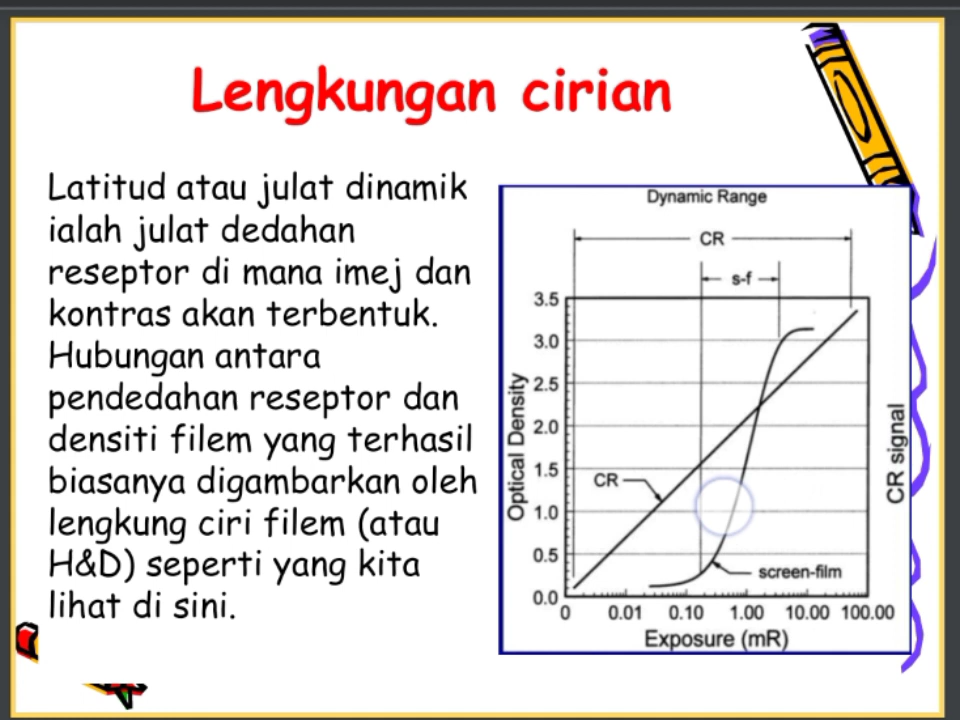 Lengkungan cirian
Latitud atau julat dinamik
ialah julat dedahan
reseptor di mana imej dan
kontras akan terbentuk.
Hubungan antara
pendedahan reseptor dan
densiti filem yang terhasil
biasanya digambarkan oleh
lengkung ciri filem (atau
H&D) seperti yang kita
lihat di sini.
Dynamic Range
CR
s-f
3.5
3.0
2.5
2.0
1.5
1.0
0.5
0.0
Optical Density
CR
screen-film
CR signal
0 0.01 0.10 1.00 10.00 100.00
Exposure (mR)